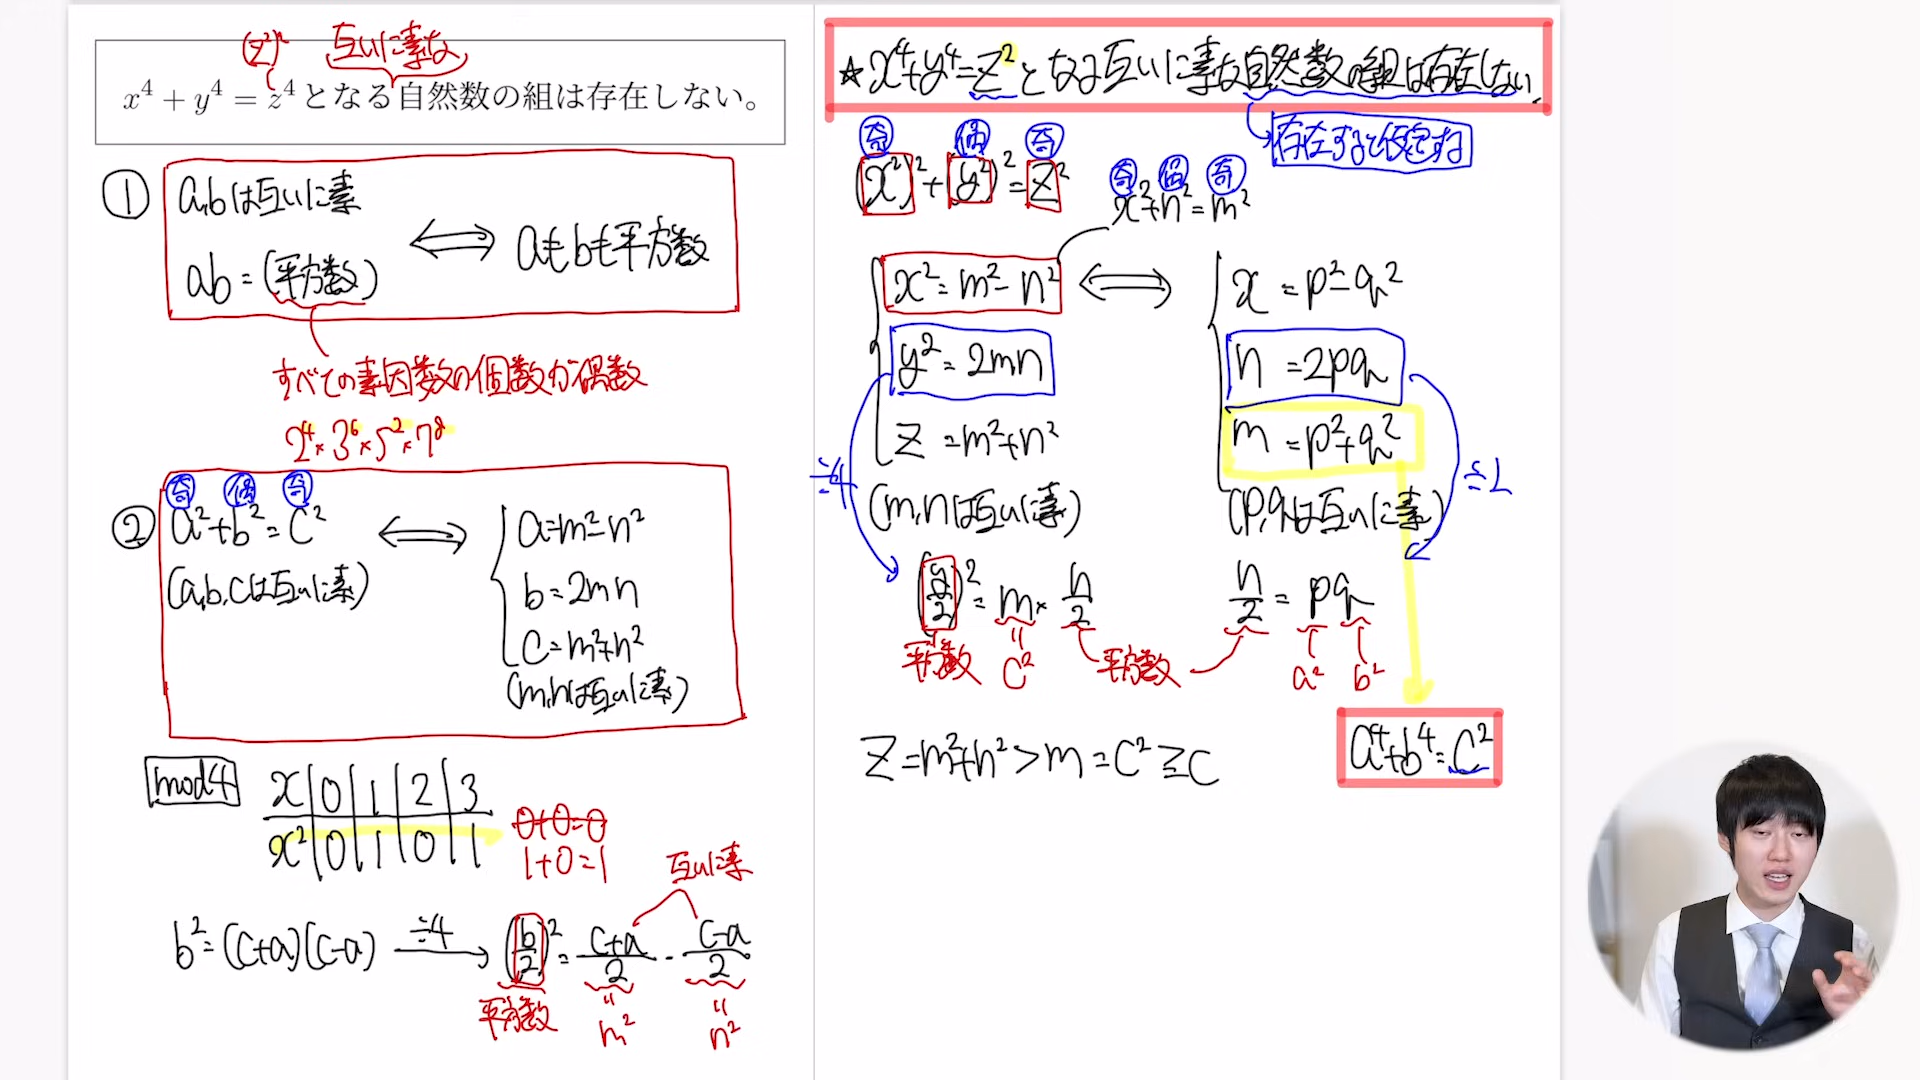 (z²)² 互いに素な
x⁴ + y⁴ = z⁴となる自然数の組は存在しない。
① a,bは互いに素
ab = (平方数) ⟺ aもbも平方数
すべての素因数の個数が偶数
2⁴×3⁶×5²×7⁸
奇 偶 奇
② a²+b²=c² ⟺ a=m²−n²
(a,b,cは互いに素) b=2mn
c=m²+n²
(m,nは互いに素)
mod4
x 0 1 2 3
x² 0 1 0 1
0+0=0
1+0=1
互いに素
b²=(c+a)(c−a) ÷4 → (b/2)² = (c+a)/2 · (c−a)/2
平方数 = m² = n²
☆x⁴+y⁴=z²となる互いに素な自然数の組は存在しない
存在すると仮定する
奇 偶 奇
(x²)²+(y²)²=z²
奇 偶 奇
x²+n²=m²
x²=m²−n² ⟺ x=p²−q²
y²=2mn n=2pq
z=m²+n² m=p²+q²
(m,nは互いに素) (p,qは互いに素)
÷4 ÷2
(y/2)²=m×n/2 n/2=pq
平方数 = c² 平方数 a² b²
z=m²+n²>m=c²≧c
a⁴+b⁴=c²